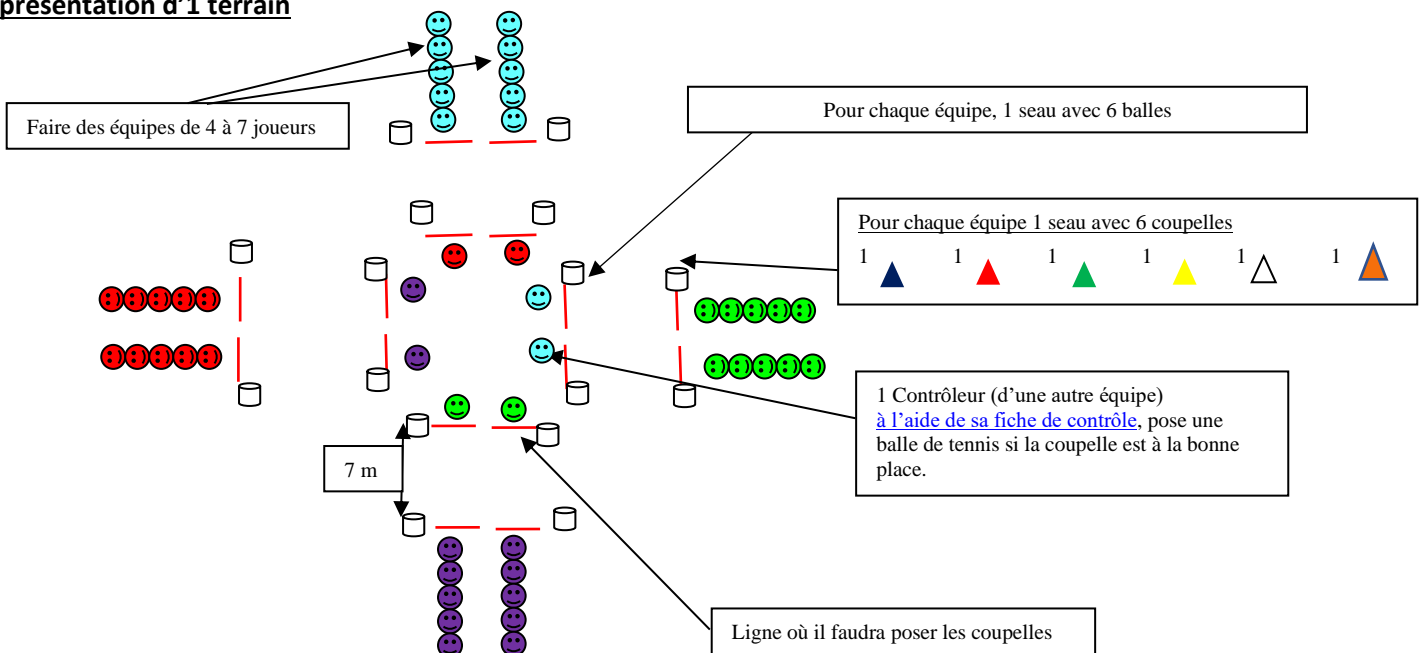 présentation d'1 terrain
Faire des équipes de 4 à 7 joueurs
Pour chaque équipe, 1 seau avec 6 balles
Pour chaque équipe 1 seau avec 6 coupelles
1 1 1 1 1 1
1 Contrôleur (d'une autre équipe)
à l'aide de sa fiche de contrôle, pose une
balle de tennis si la coupelle est à la bonne
place.
7 m
Ligne où il faudra poser les coupelles